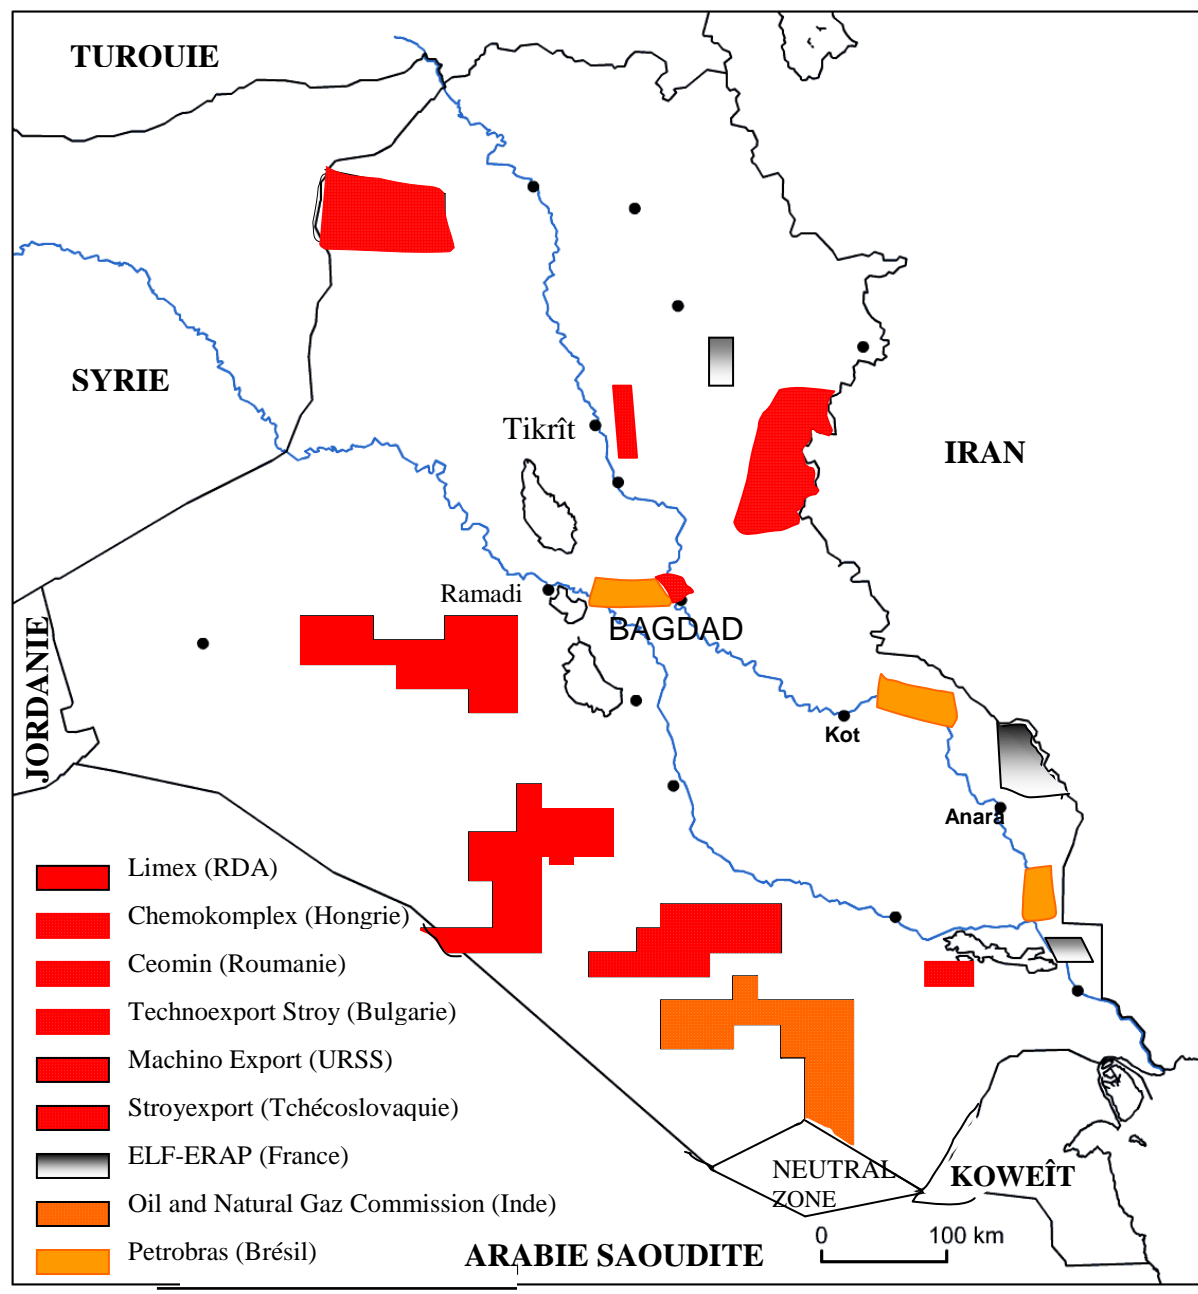 TUROUIE
SYRIE
Tikrît
IRAN
Ramadi
BAGDAD
JORDANIE
Kot
Anara
Limex (RDA)
Chemokomplex (Hongrie)
Ceomin (Roumanie)
Technoexport Stroy (Bulgarie)
Machino Export (URSS)
Stroyexport (Tchécoslovaquie)
ELF-ERAP (France)
Oil and Natural Gaz Commission (Inde)
Petrobras (Brésil)
NEUTRAL
ZONE
KOWEÎT
0 100 km
ARABIE SAOUDITE